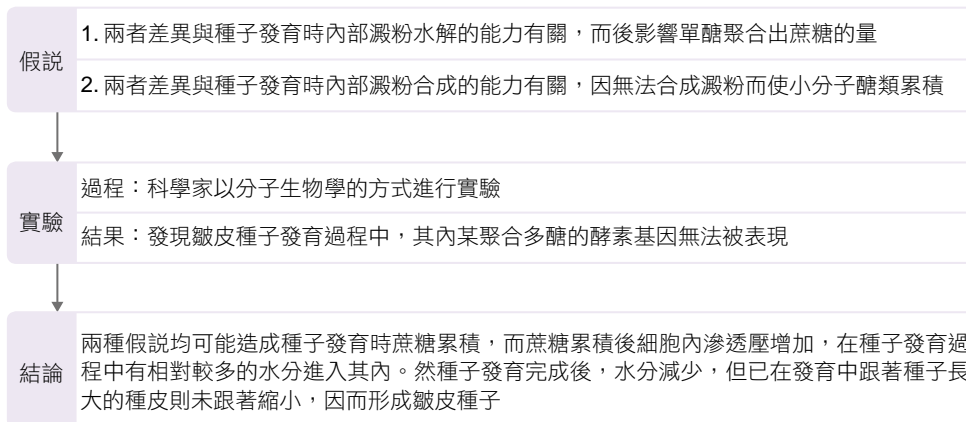 假説
1. 兩者差異與種子發育時內部澱粉水解的能力有關，而後影響單醣聚合出蔗糖的量
2. 兩者差異與種子發育時內部澱粉合成的能力有關，因無法合成澱粉而使小分子醣類累積
實驗
過程：科學家以分子生物學的方式進行實驗
結果：發現皺皮種子發育過程中，其內某聚合多醣的酵素基因無法被表現
結論
兩種假説均可能造成種子發育時蔗糖累積，而蔗糖累積後細胞內滲透壓增加，在種子發育過
程中有相對較多的水分進入其內。然種子發育完成後，水分減少，但已在發育中跟著種子長
大的種皮則未跟著縮小，因而形成皺皮種子